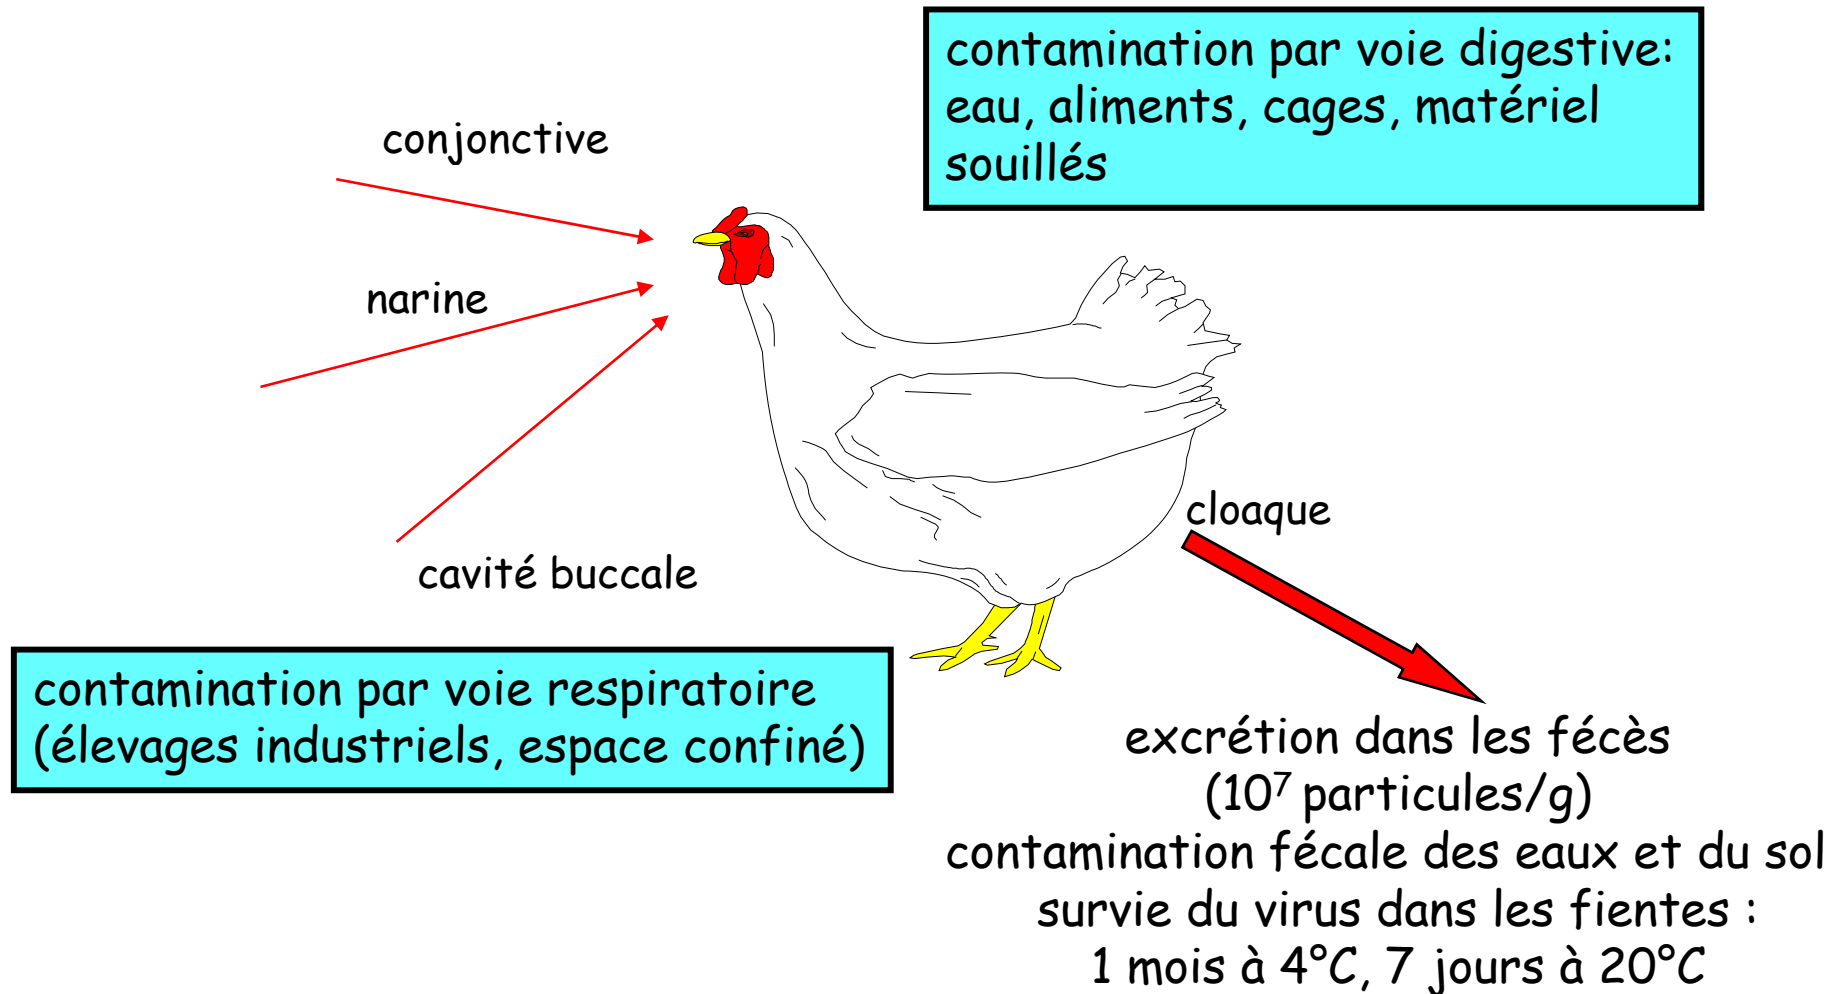 contamination par voie digestive:
eau, aliments, cages, matériel
souillés
conjonctive
narine
cavité buccale
cloaque
contamination par voie respiratoire
(élevages industriels, espace confiné)
excrétion dans les fécès
(10⁷ particules/g)
contamination fécale des eaux et du sol
survie du virus dans les fientes :
1 mois à 4°C, 7 jours à 20°C